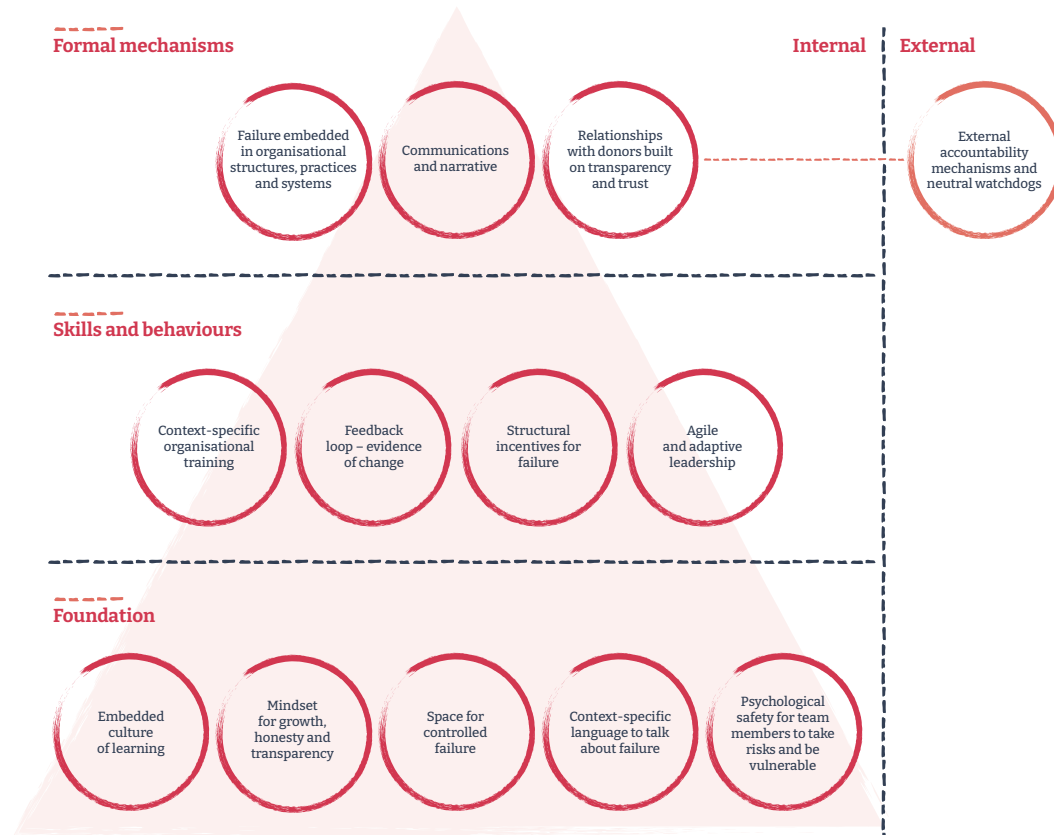 Formal mechanisms
Internal
External
Failure embedded
in organisational
structures, practices
and systems
Communications
and narrative
Relationships
with donors built
on transparency
and trust
External
accountability
mechanisms and
neutral watchdogs
Skills and behaviours
Context-specific
organisational
training
Feedback
loop – evidence
of change
Structural
incentives for
failure
Agile
and adaptive
leadership
Foundation
Embedded
culture
of learning
Mindset
for growth,
honesty and
transparency
Space for
controlled
failure
Context-specific
language to talk
about failure
Psychological
safety for team
members to take
risks and be
vulnerable